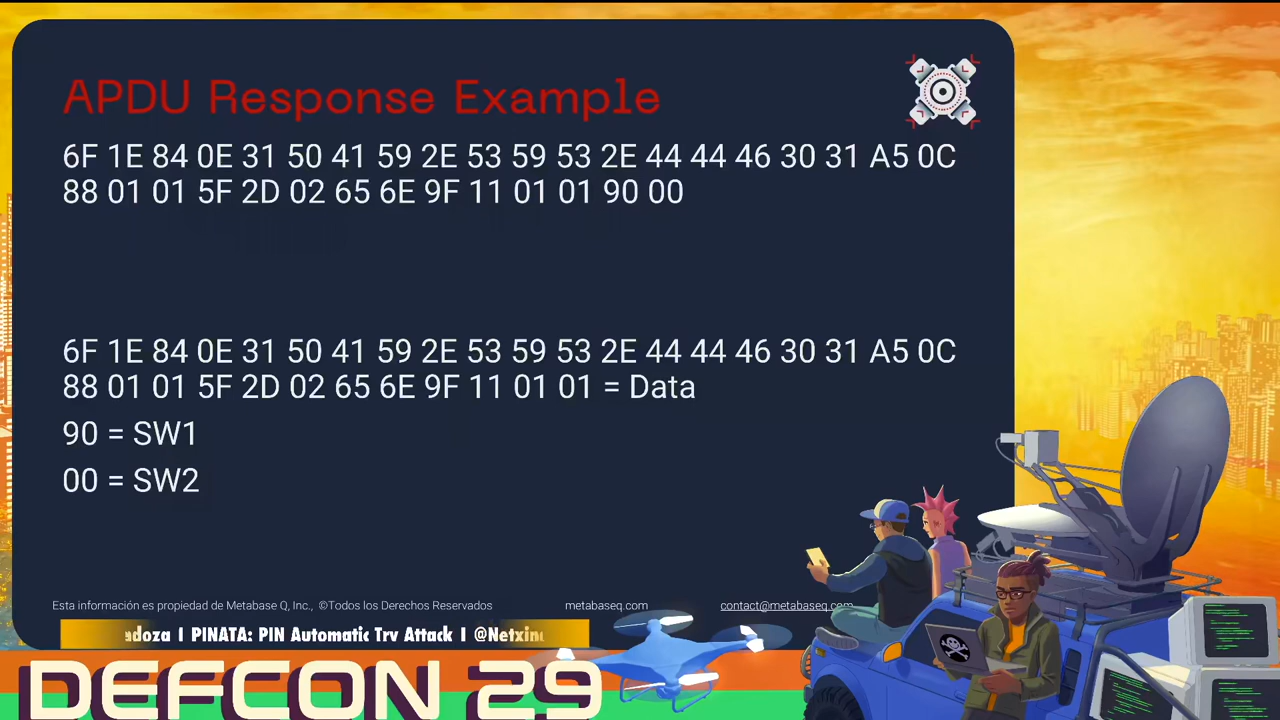 APDU Response Example
6F 1E 84 0E 31 50 41 59 2E 53 59 53 2E 44 44 46 30 31 A5 0C
88 01 01 5F 2D 02 65 6E 9F 11 01 01 90 00
6F 1E 84 0E 31 50 41 59 2E 53 59 53 2E 44 44 46 30 31 A5 0C
88 01 01 5F 2D 02 65 6E 9F 11 01 01 = Data
90 = SW1
00 = SW2
Esta información es propiedad de Metabase Q, Inc., ©Todos los Derechos Reservados
metabaseq.com
contact@metabaseq.com
doza I PINATA: PIN Automatic Try Attack I @Netxin
DEFCON 29